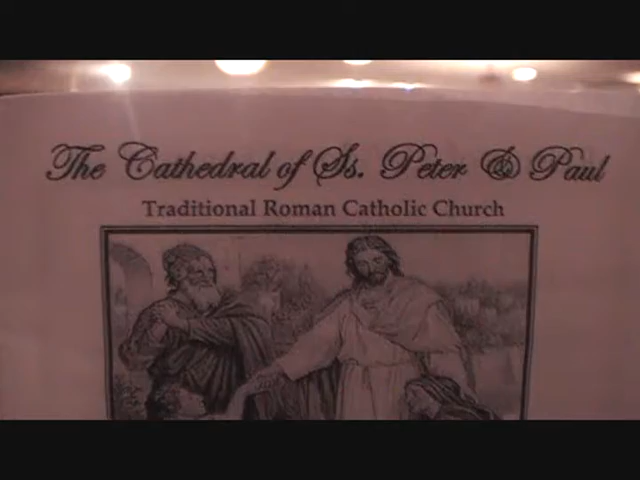 The Cathedral of Ss. Peter & Paul
Traditional Roman Catholic Church